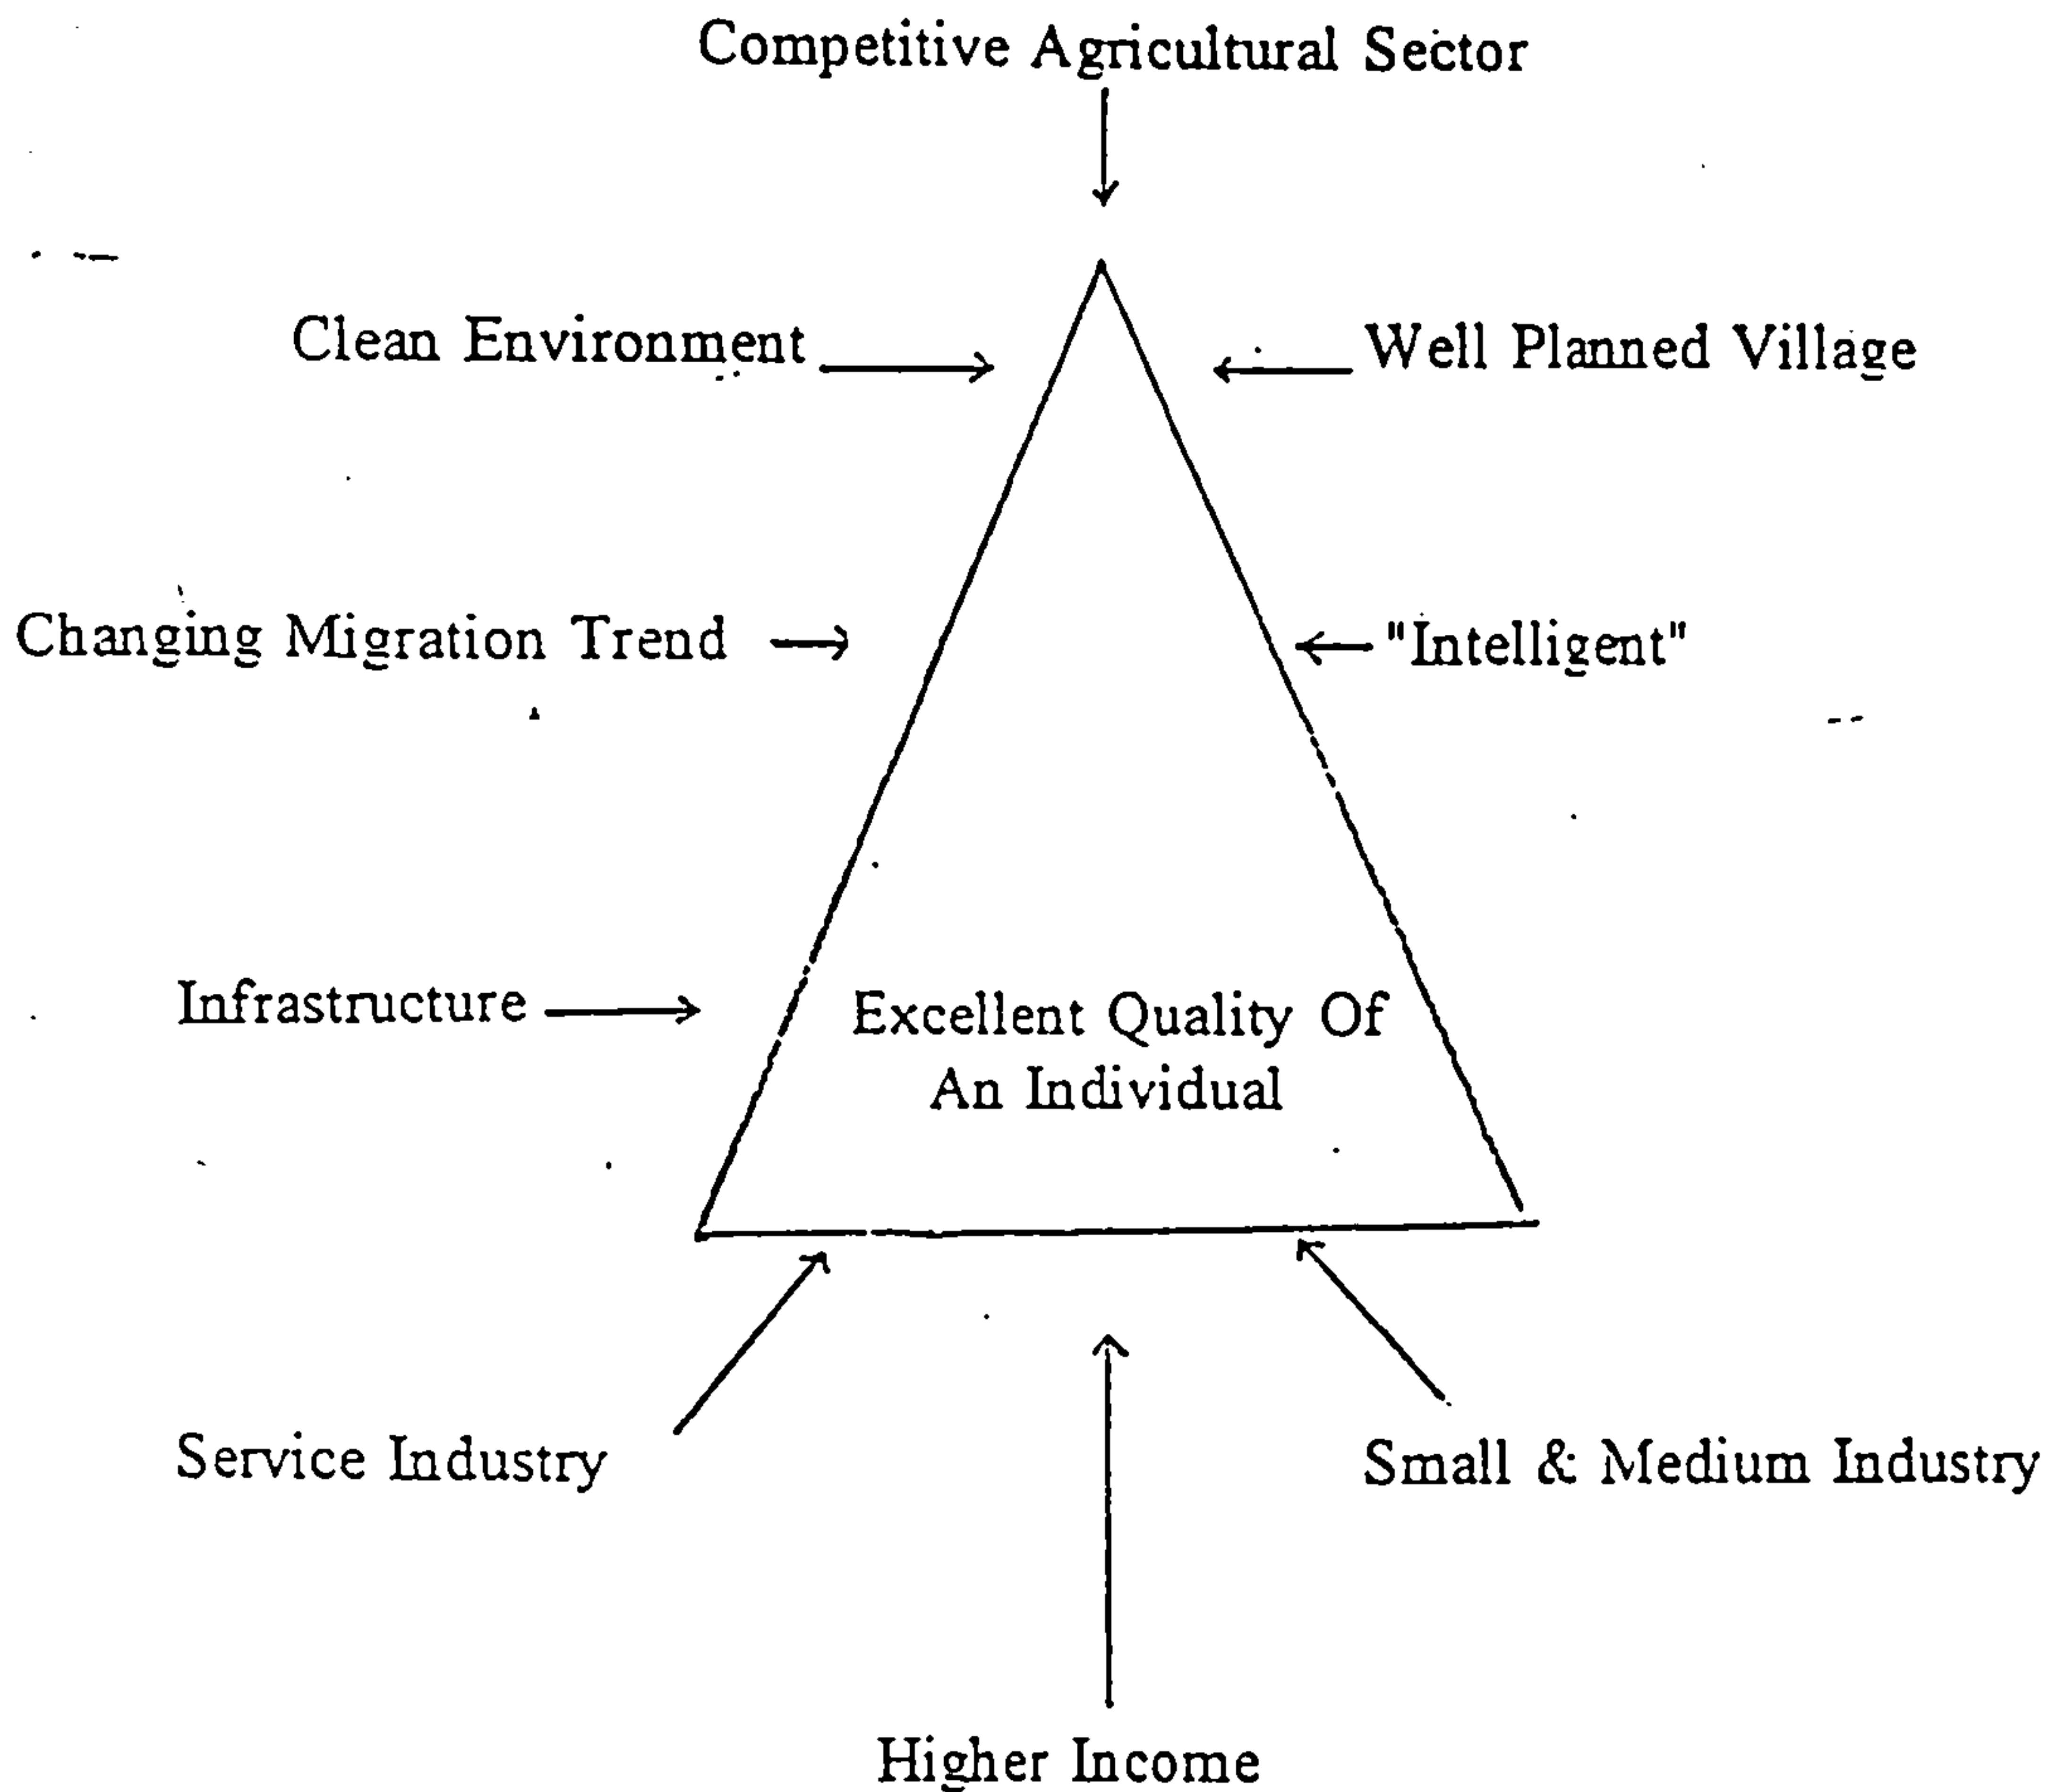 Competitive Agricultural Sector
Clean Environment
Well Planned Village
Changing Migration Trend
"Intelligent"
Infrastructure
Excellent Quality Of
An Individual
Service Industry
Small & Medium Industry
Higher Income